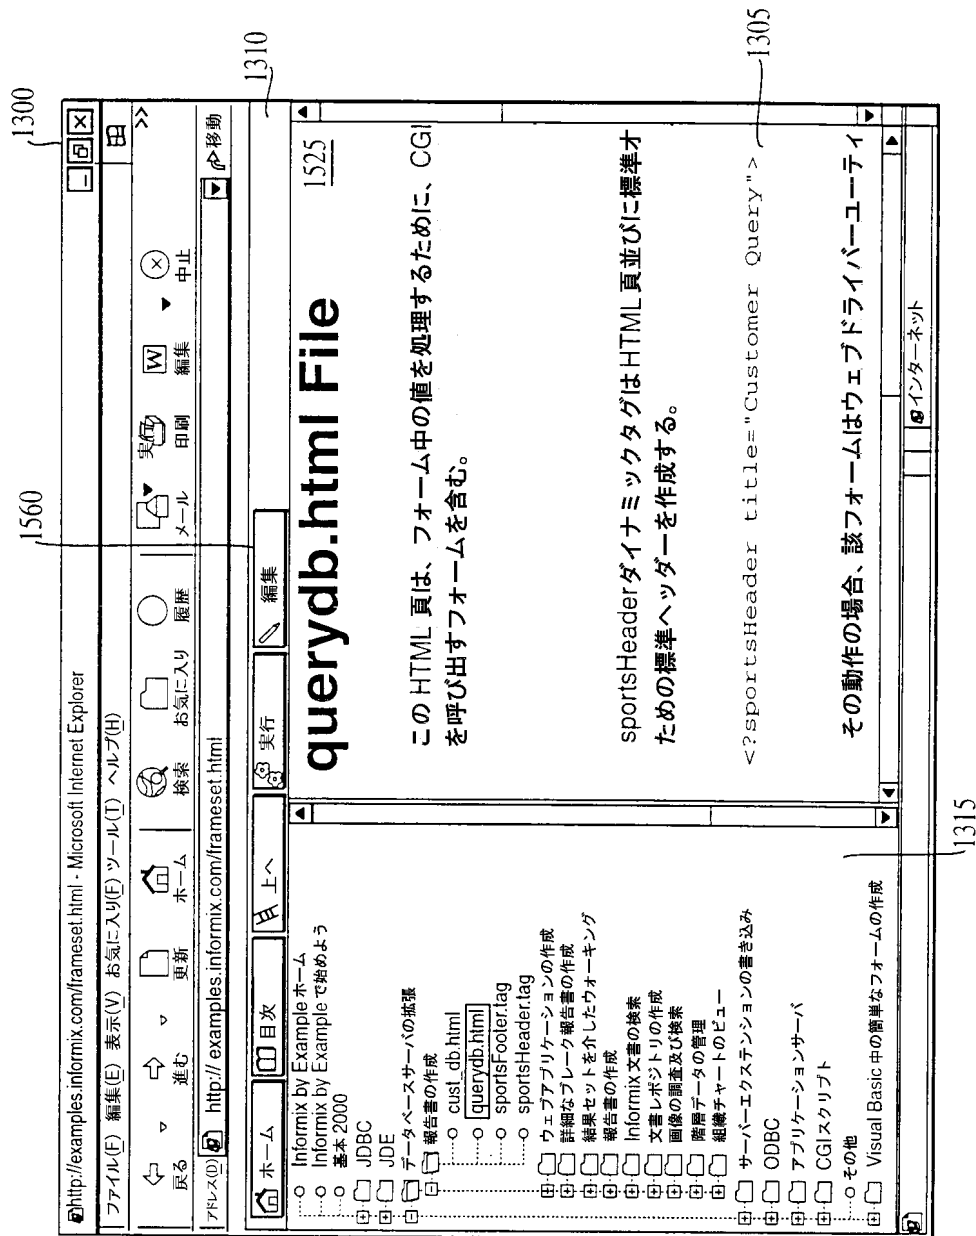 1300
http://examples.informix.com/frameset.html - Microsoft Internet Explorer
ファイル(F) 編集(E) 表示(V) お気に入り(F) ツール(T) ヘルプ(H)
戻る 進む 更新 ホーム 検索 お気に入り 履歴 メール 印刷 実行 編集 中止
>>
アドレス(D) http:// examples.informix.com/frameset.html 移動
1560
1310
ホーム 目次 上へ 実行 編集
Informix by Example ホーム
Informix by Example で始めよう
基本 2000
JDBC
JDE
データベースサーバの拡張
報告書の作成
cust_db.html
querydb.html
sportsFooter.tag
sportsHeader.tag
ウェブアプリケーションの作成
詳細なブレーク報告書の作成
結果セットを介したウォーキング
報告書の作成
Informix 文書の検索
文書レポジトリの作成
画像の調査及び検索
階層データの管理
組織チャートのビュー
サーバーエクステンションの書き込み
ODBC
アプリケーションサーバ
CGIスクリプト
その他
Visual Basic 中の簡単なフォームの作成
1315
querydb.html File
1525
この HTML 頁は、フォーム中の値を処理するために、CGI
を呼び出すフォームを含む。
sportsHeaderダイナミックタグはHTML 頁並びに標準オ
ための標準ヘッダーを作成する。
<?sportsHeader title="Customer Query">
1305
その動作の場合、該フォームはウェブドライバーユーティ
インターネット